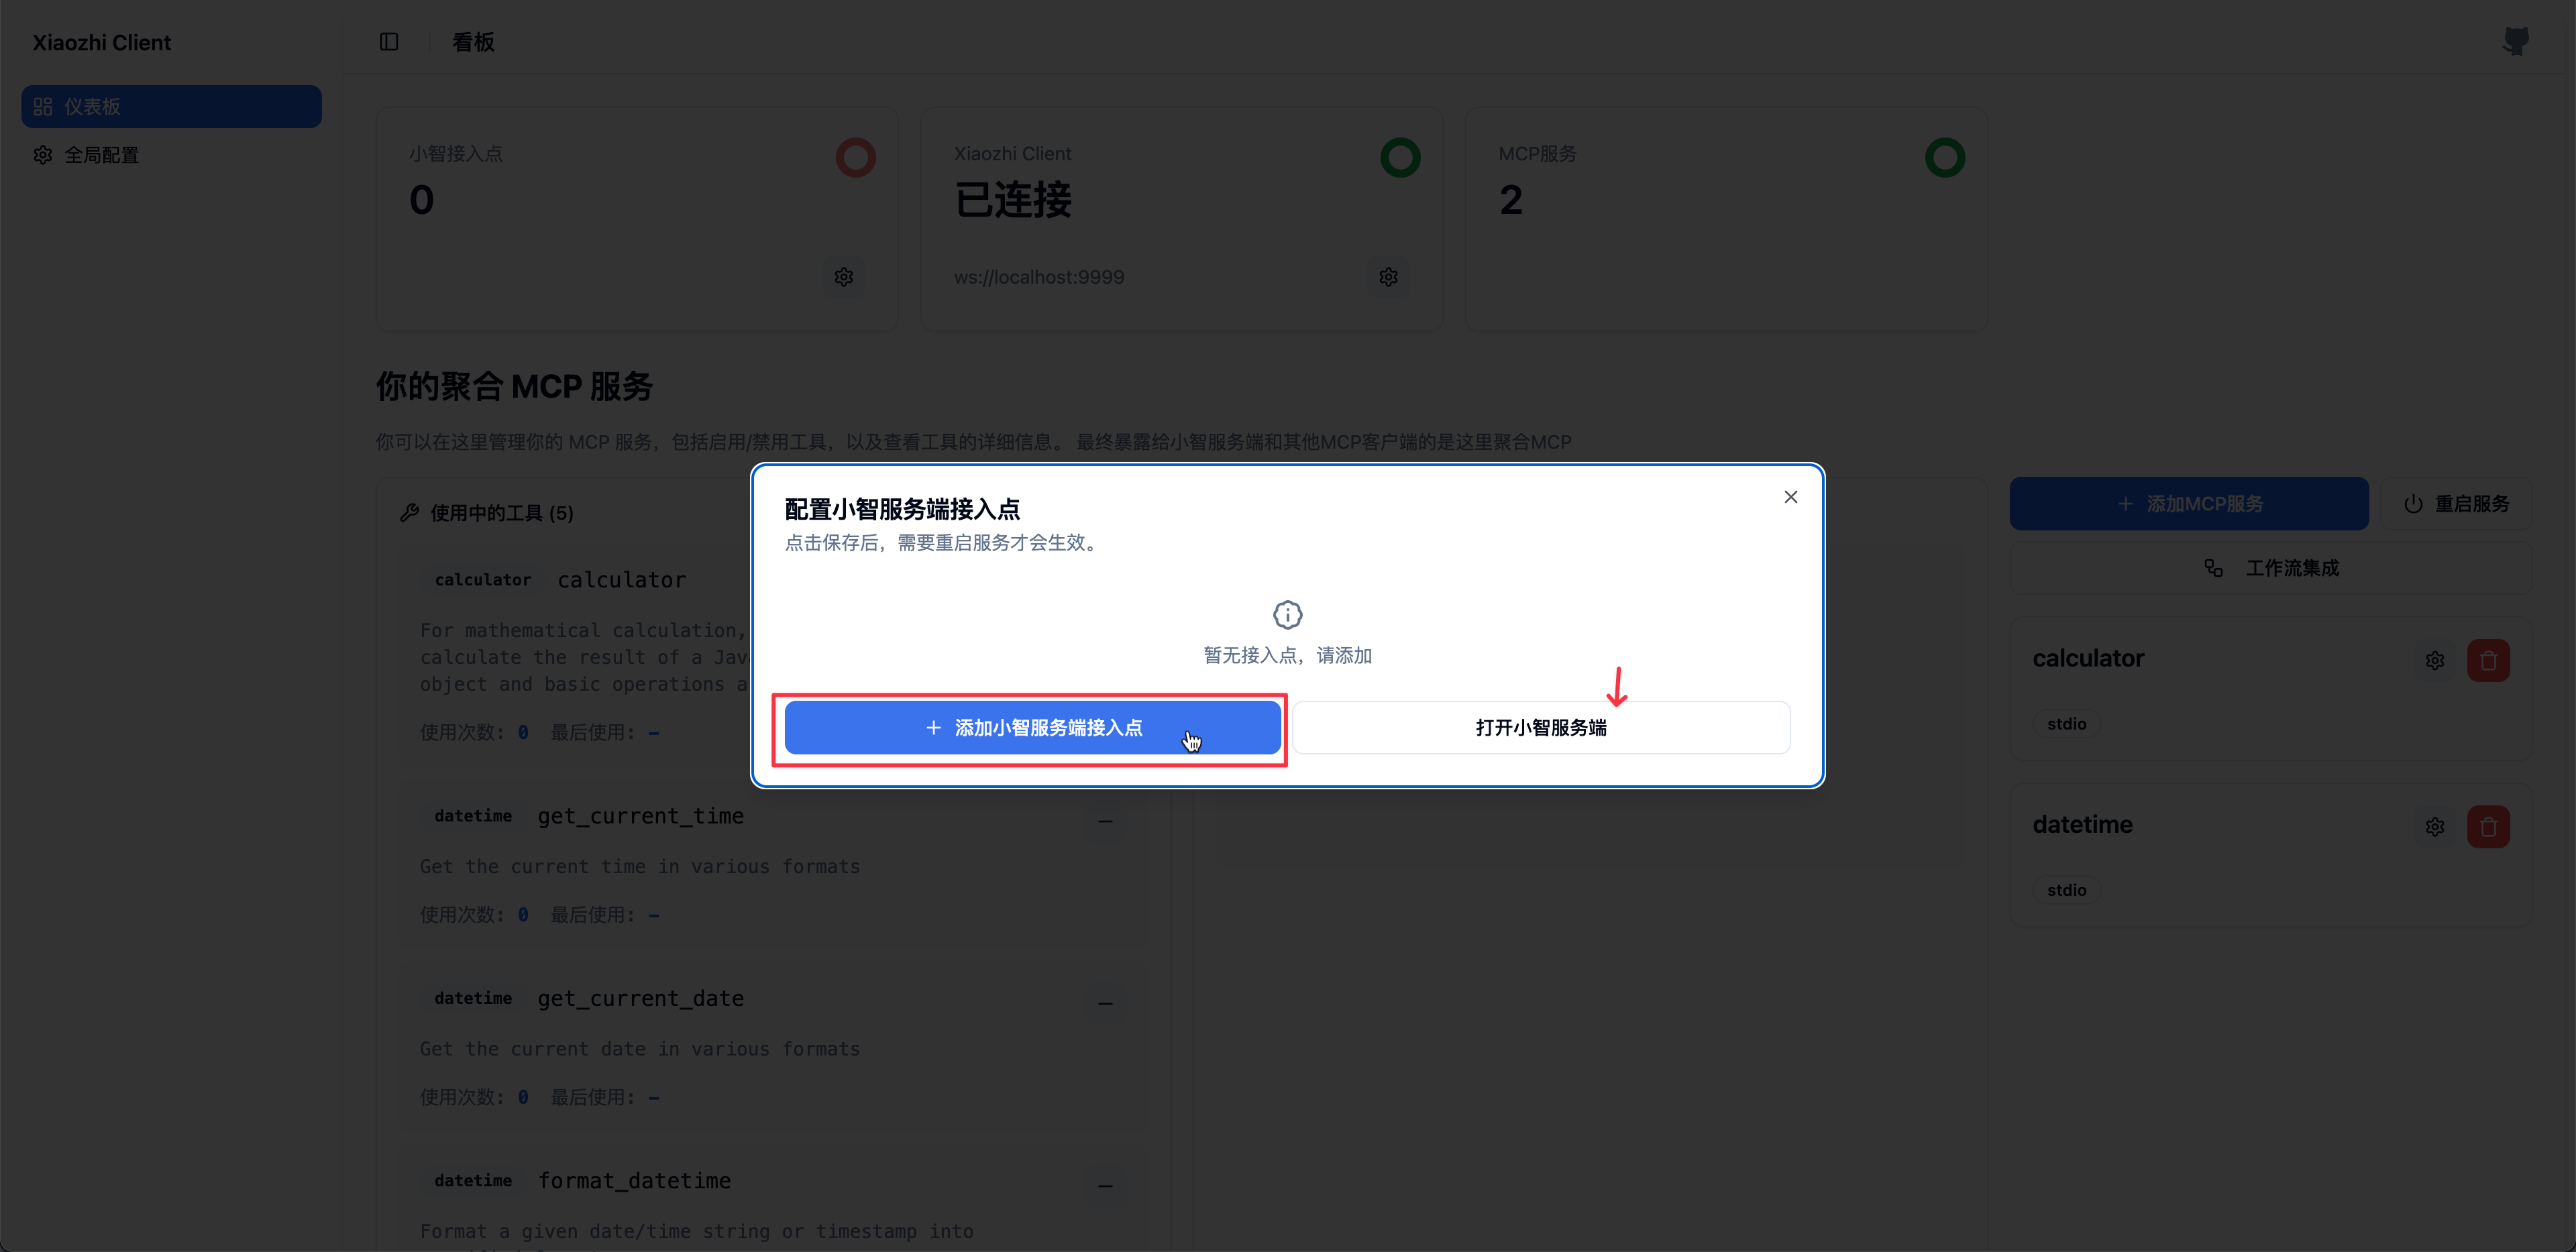 Xiaozhi Client
看板
仪表板
全局配置
小智接入点
0
Xiaozhi Client
已连接
ws://localhost:9999
MCP服务
2
你的聚合 MCP 服务
你可以在这里管理你的 MCP 服务，包括启用/禁用工具，以及查看工具的详细信息。 最终暴露给小智服务端和其他MCP客户端的是这里聚合MCP
使用中的工具 (5)
calculator calculator
For mathematical calculation,
calculate the result of a Jav
object and basic operations a
使用次数: 0 最后使用: –
datetime get_current_time
Get the current time in various formats
使用次数: 0 最后使用: –
datetime get_current_date
Get the current date in various formats
使用次数: 0 最后使用: –
datetime format_datetime
Format a given date/time string or timestamp into
配置小智服务端接入点
点击保存后，需要重启服务才会生效。
暂无接入点，请添加
添加小智服务端接入点
打开小智服务端
添加MCP服务
重启服务
工作流集成
calculator
stdio
datetime
stdio